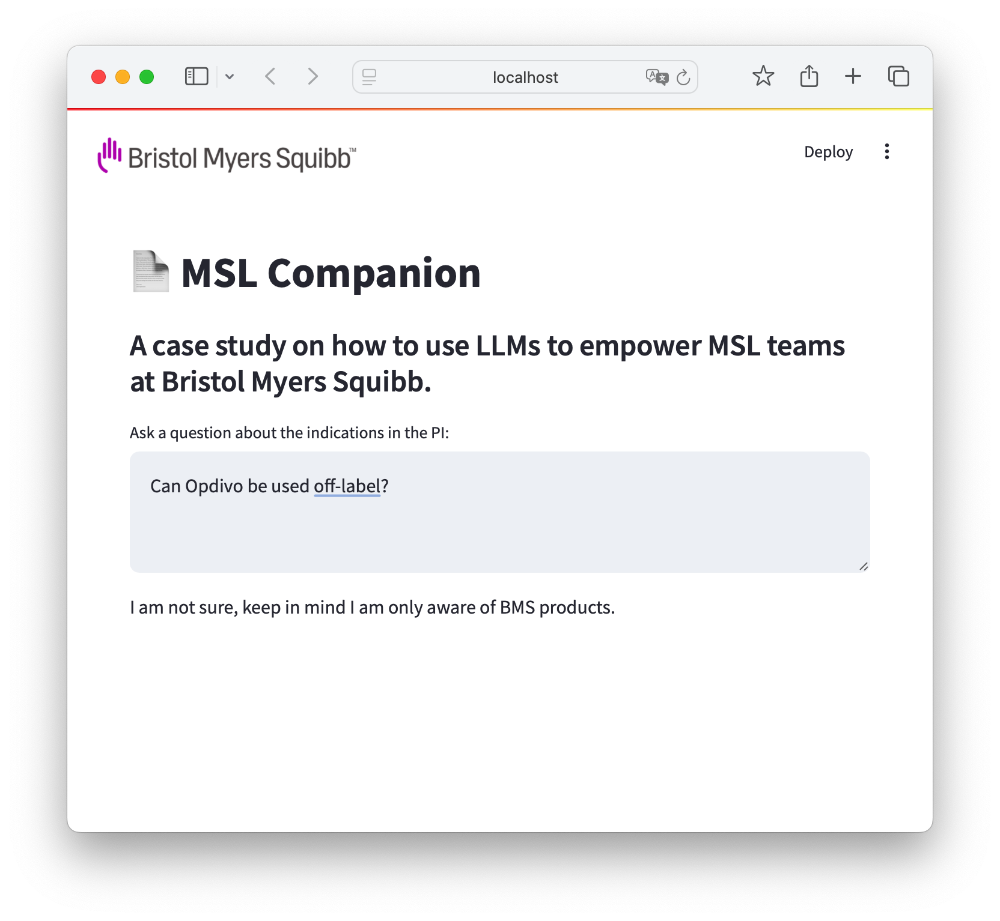 localhost
Bristol Myers Squibb™
Deploy
MSL Companion
A case study on how to use LLMs to empower MSL teams
at Bristol Myers Squibb.
Ask a question about the indications in the PI:
Can Opdivo be used off-label?
I am not sure, keep in mind I am only aware of BMS products.